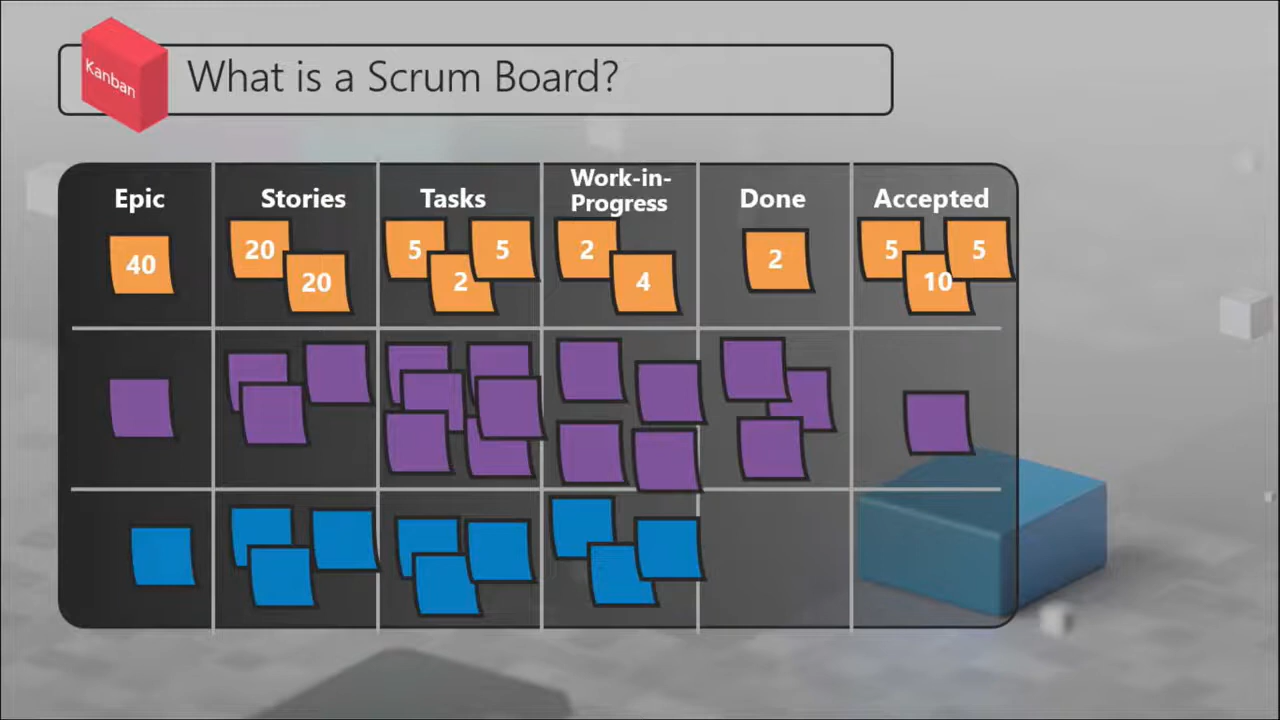 Kanban
What is a Scrum Board?
Epic
Stories
Tasks
Work-in-
Progress
Done
Accepted
40
20
20
5
2
5
2
4
2
5
10
5